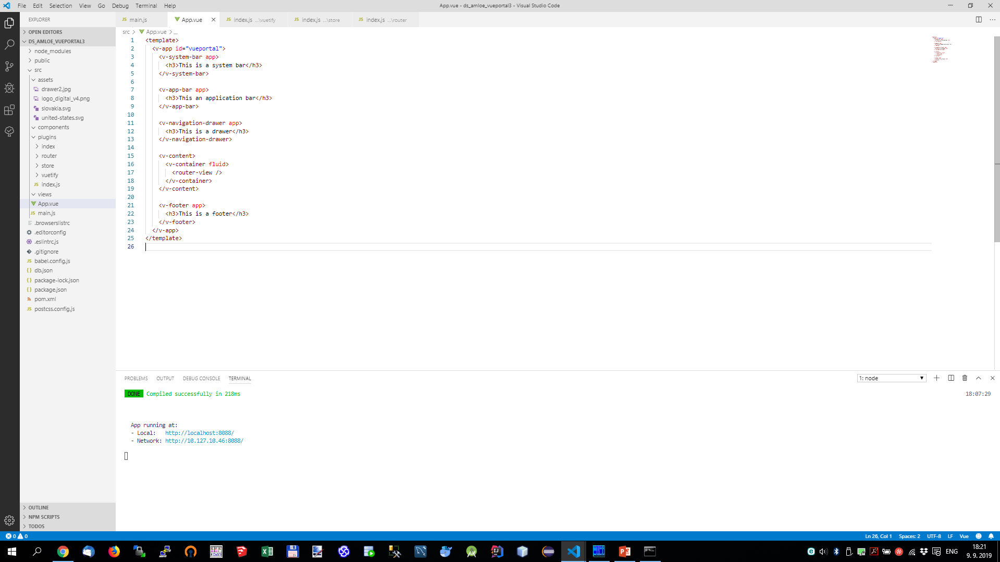 File Edit Selection View Go Debug Terminal Help
App.vue - ds_amloe_vueportal3 - Visual Studio Code
EXPLORER
OPEN EDITORS
DS_AMLOE_VUEPORTAL3
node_modules
public
src
assets
drawer2.jpg
logo_digital_v4.png
slovakia.svg
united-states.svg
components
plugins
index
router
store
vuetify
JS index.js
views
App.vue
JS main.js
.browserslistrc
.editorconfig
.eslintrc.js
.gitignore
JS babel.config.js
{} db.json
{} package-lock.json
{} package.json
pom.xml
JS postcss.config.js
OUTLINE
NPM SCRIPTS
TODOS
JS main.js App.vue JS index.js ...\vuetify JS index.js ...\store JS index.js ...\router
src > App.vue > ...
1 <template>
2 <v-app id="vueportal">
3 <v-system-bar app>
4 <h3>This is a system bar</h3>
5 </v-system-bar>
6
7 <v-app-bar app>
8 <h3>This an application bar</h3>
9 </v-app-bar>
10
11 <v-navigation-drawer app>
12 <h3>This is a drawer</h3>
13 </v-navigation-drawer>
14
15 <v-content>
16 <v-container fluid>
17 <router-view />
18 </v-container>
19 </v-content>
20
21 <v-footer app>
22 <h3>This is a footer</h3>
23 </v-footer>
24 </v-app>
25 </template>
26
PROBLEMS OUTPUT DEBUG CONSOLE TERMINAL
1: node
DONE Compiled successfully in 218ms 18:07:29
App running at:
- Local: http://localhost:8088/
- Network: http://10.127.10.46:8088/
0 0
Ln 26, Col 1 Spaces: 2 UTF-8 LF Vue
ENG
18:21
9. 9. 2019